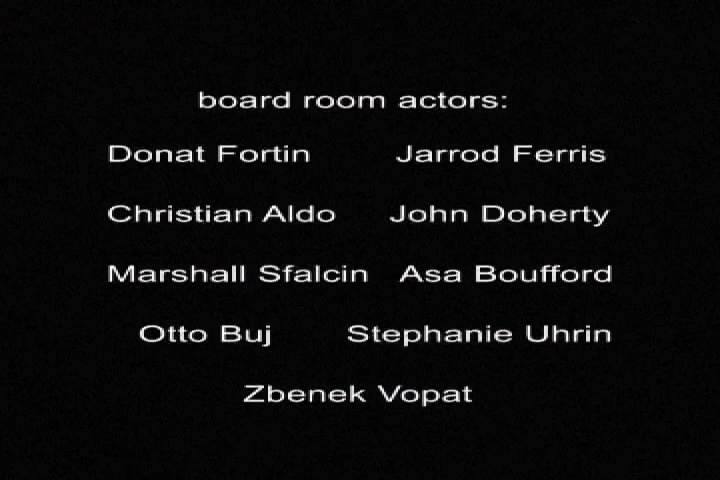 board room actors:
Donat Fortin Jarrod Ferris
Christian Aldo John Doherty
Marshall Sfalcin Asa Boufford
Otto Buj Stephanie Uhrin
Zbenek Vopat